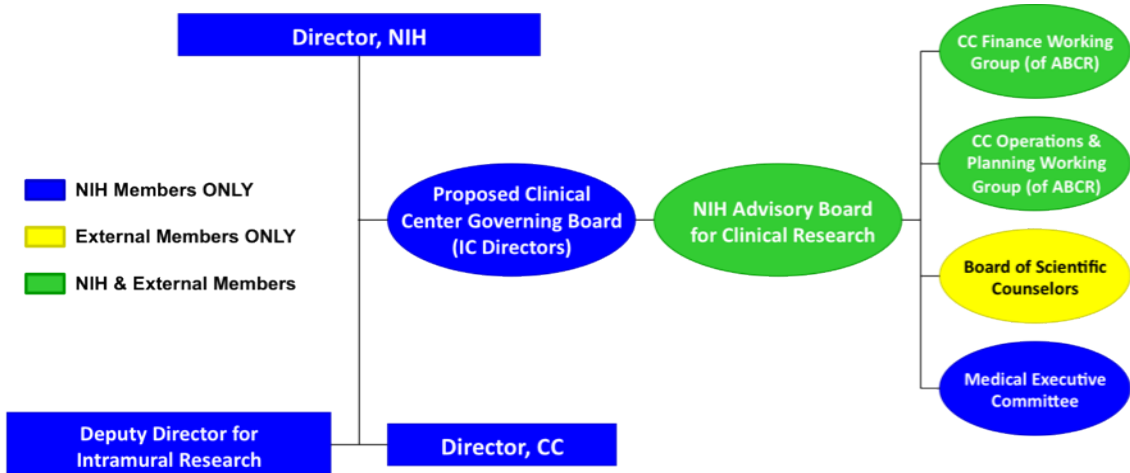 Director, NIH
CC Finance Working
Group (of ABCR)
CC Operations &
Planning Working
Group (of ABCR)
NIH Members ONLY
External Members ONLY
NIH & External Members
Proposed Clinical
Center Governing Board
(IC Directors)
NIH Advisory Board
for Clinical Research
Board of Scientific
Counselors
Medical Executive
Committee
Deputy Director for
Intramural Research
Director, CC